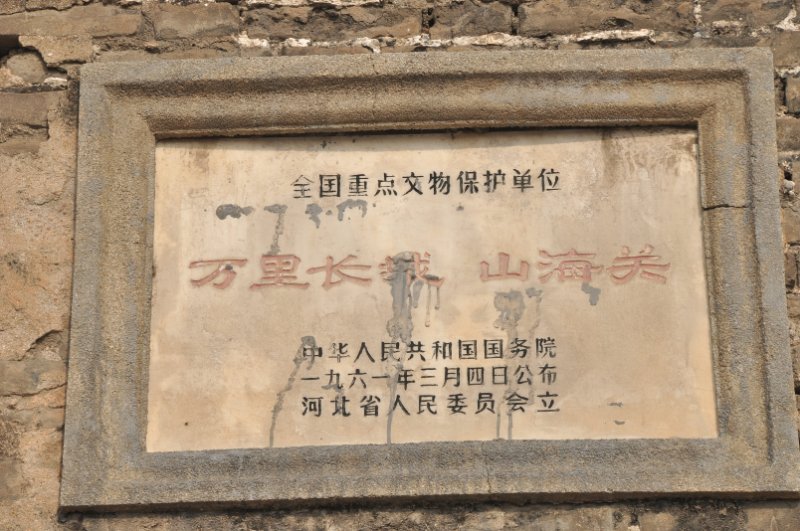 全国重点文物保护单位
万里长城 山海关
中华人民共和国国务院
一九六一年三月四日公布
河北省人民委员会立